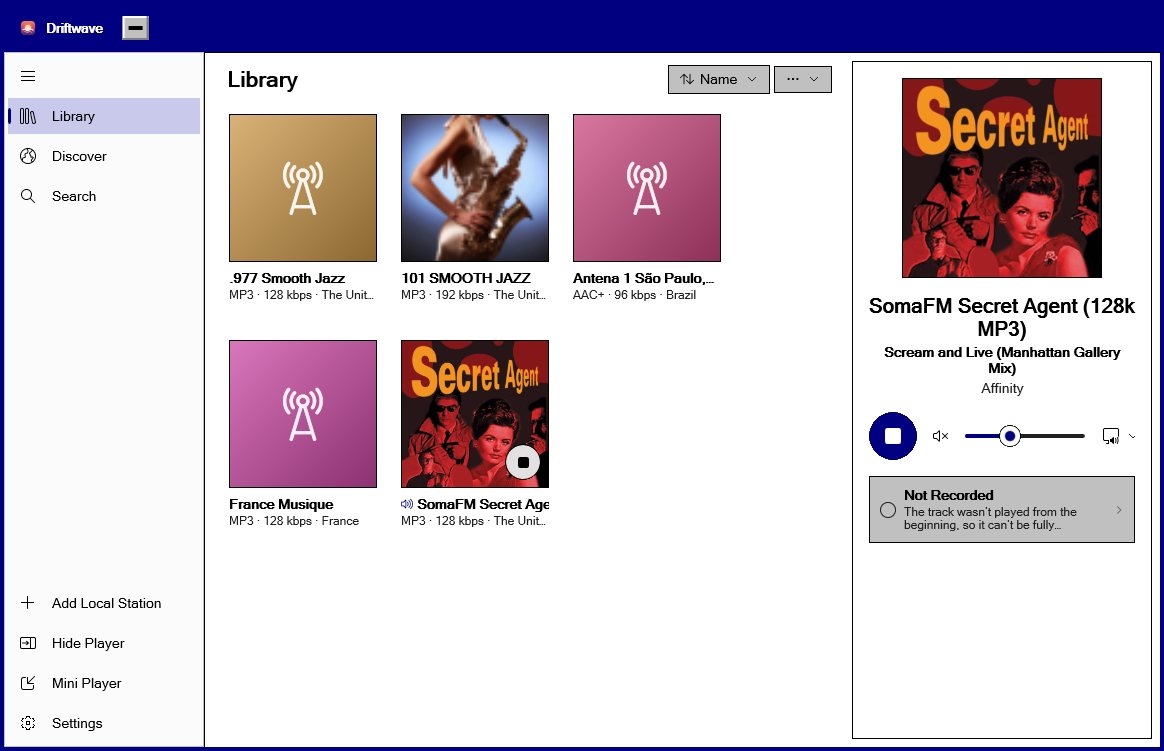 Driftwave
Library
Discover
Search
Add Local Station
Hide Player
Mini Player
Settings
Library
Name
...
.977 Smooth Jazz
MP3 · 128 kbps · The Unit...
101 SMOOTH JAZZ
MP3 · 192 kbps · The Unit...
Antena 1 São Paulo,...
AAC+ · 96 kbps · Brazil
France Musique
MP3 · 128 kbps · France
Secret Agent
SomaFM Secret Age
MP3 · 128 kbps · The Unit...
Secret Agent
SomaFM Secret Agent (128k
MP3)
Scream and Live (Manhattan Gallery
Mix)
Affinity
Not Recorded
The track wasn't played from the
beginning, so it can't be fully...